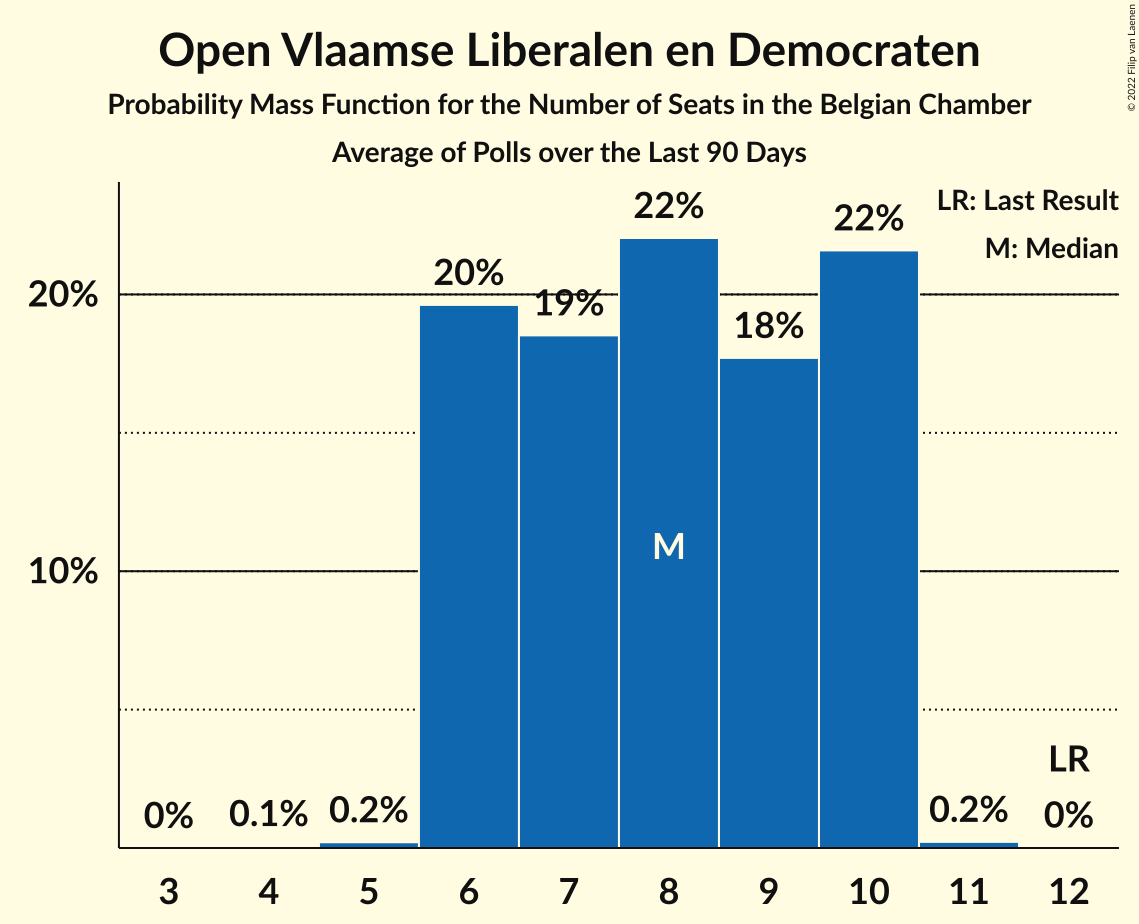 Open Vlaamse Liberalen en Democraten
Probability Mass Function for the Number of Seats in the Belgian Chamber
Average of Polls over the Last 90 Days
© 2022 Filip van Laenen
LR: Last Result
M: Median
20%
10%
0%
0.1%
0.2%
20%
19%
22%
18%
22%
0.2%
0%
M
LR
3 4 5 6 7 8 9 10 11 12